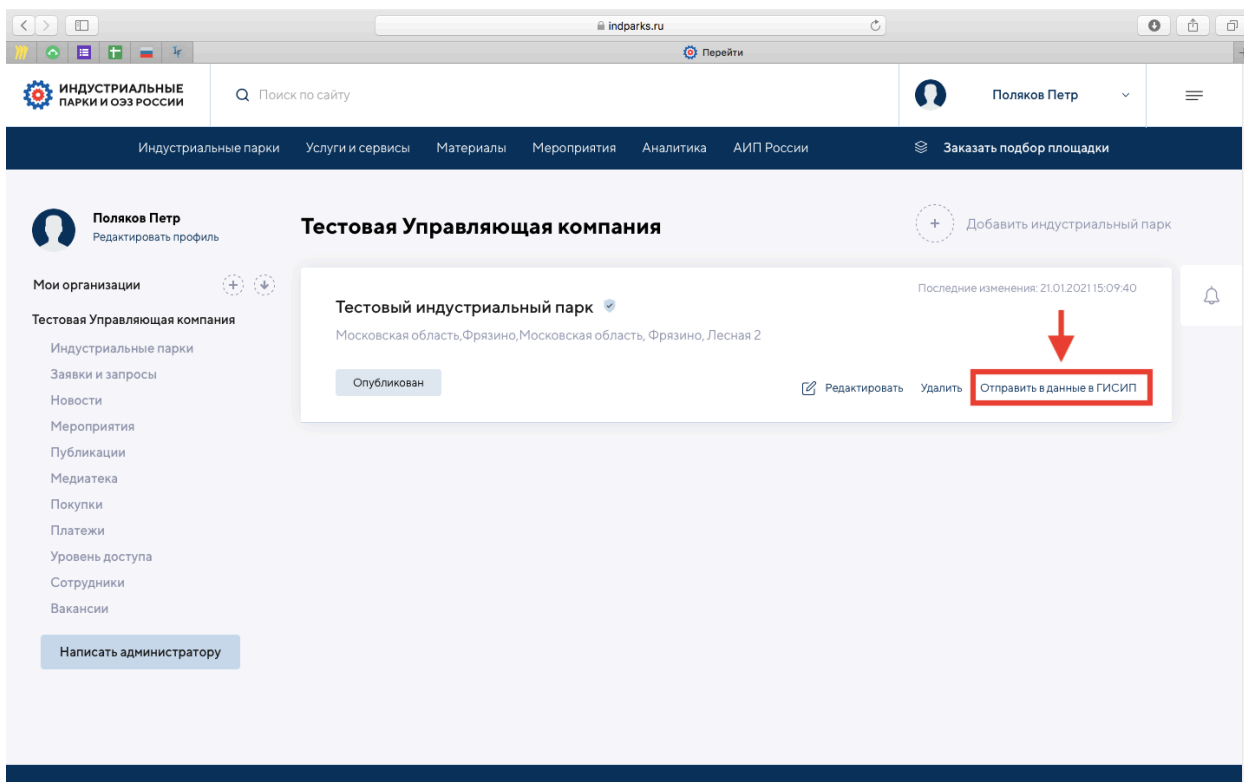 indparks.ru
Перейти
ИНДУСТРИАЛЬНЫЕ
ПАРКИ И ОЭЗ РОССИИ
Поиск по сайту
Поляков Петр
Индустриальные парки
Услуги и сервисы
Материалы
Мероприятия
Аналитика
АИП России
Заказать подбор площадки
Поляков Петр
Редактировать профиль
Мои организации
Тестовая Управляющая компания
Индустриальные парки
Заявки и запросы
Новости
Мероприятия
Публикации
Медиатека
Покупки
Платежи
Уровень доступа
Сотрудники
Вакансии
Написать администратору
Тестовая Управляющая компания
Добавить индустриальный парк
Последние изменения: 21.01.2021 15:09:40
Тестовый индустриальный парк
Московская область,Фрязино,Московская область, Фрязино, Лесная 2
Опубликован
Редактировать
Удалить
Отправить в данные в ГИСИП